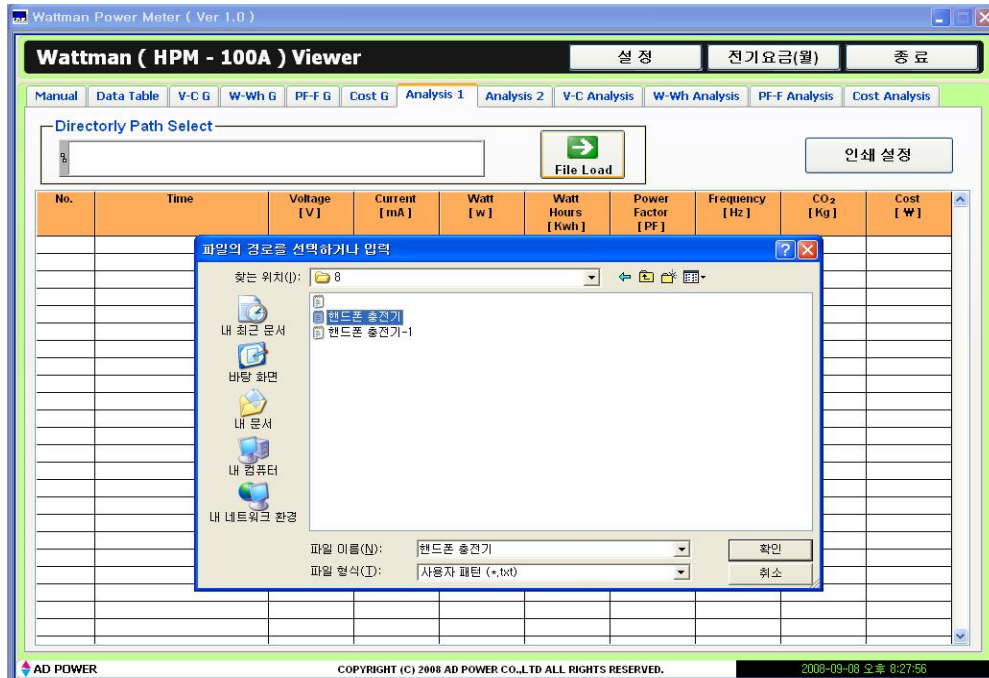 Wattman Power Meter ( Ver 1.0 )
Wattman ( HPM - 100A ) Viewer
설 정
전기요금(월)
종 료
Manual
Data Table
V-C G
W-Wh G
PF-F G
Cost G
Analysis 1
Analysis 2
V-C Analysis
W-Wh Analysis
PF-F Analysis
Cost Analysis
Directorly Path Select
File Load
인쇄 설정
No.
Time
Voltage
[ V ]
Current
[ mA ]
Watt
[ w ]
Watt
Hours
[ Kwh ]
Power
Factor
[ PF ]
Frequency
[ Hz ]
CO₂
[ Kg ]
Cost
[ ₩ ]
파일의 경로를 선택하거나 입력
찾는 위치(I):
8
핸드폰 충전기
핸드폰 충전기-1
내 최근 문서
바탕 화면
내 문서
내 컴퓨터
내 네트워크 환경
파일 이름(N):
핸드폰 충전기
확인
파일 형식(T):
사용자 패턴 (*.txt)
취소
AD POWER
COPYRIGHT (C) 2008 AD POWER CO.,LTD ALL RIGHTS RESERVED.
2008-09-08 오후 8:27:56